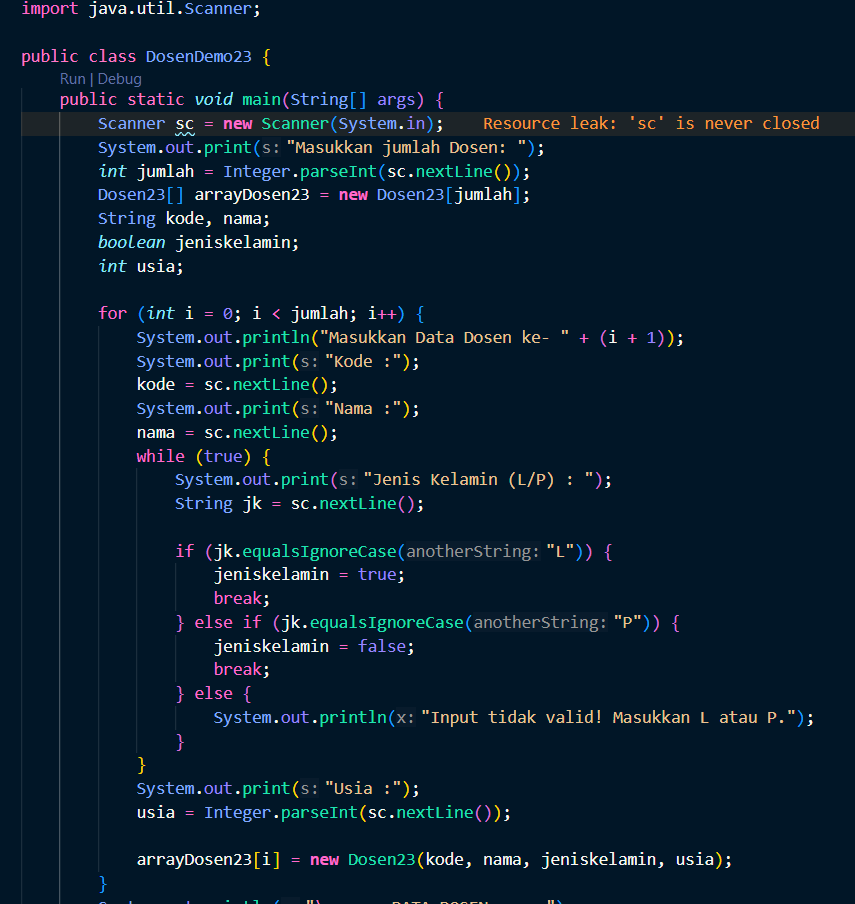 import java.util.Scanner;
public class DosenDemo23 {
Run | Debug
public static void main(String[] args) {
Scanner sc = new Scanner(System.in); Resource leak: 'sc' is never closed
System.out.print(s: "Masukkan jumlah Dosen: ");
int jumlah = Integer.parseInt(sc.nextLine());
Dosen23[] arrayDosen23 = new Dosen23[jumlah];
String kode, nama;
boolean jeniskelamin;
int usia;
for (int i = 0; i < jumlah; i++) {
System.out.println("Masukkan Data Dosen ke- " + (i + 1));
System.out.print(s: "Kode :");
kode = sc.nextLine();
System.out.print(s: "Nama :");
nama = sc.nextLine();
while (true) {
System.out.print(s: "Jenis Kelamin (L/P) : ");
String jk = sc.nextLine();
if (jk.equalsIgnoreCase(anotherString: "L")) {
jeniskelamin = true;
break;
} else if (jk.equalsIgnoreCase(anotherString: "P")) {
jeniskelamin = false;
break;
} else {
System.out.println(x: "Input tidak valid! Masukkan L atau P.");
}
}
System.out.print(s: "Usia :");
usia = Integer.parseInt(sc.nextLine());
arrayDosen23[i] = new Dosen23(kode, nama, jeniskelamin, usia);
}